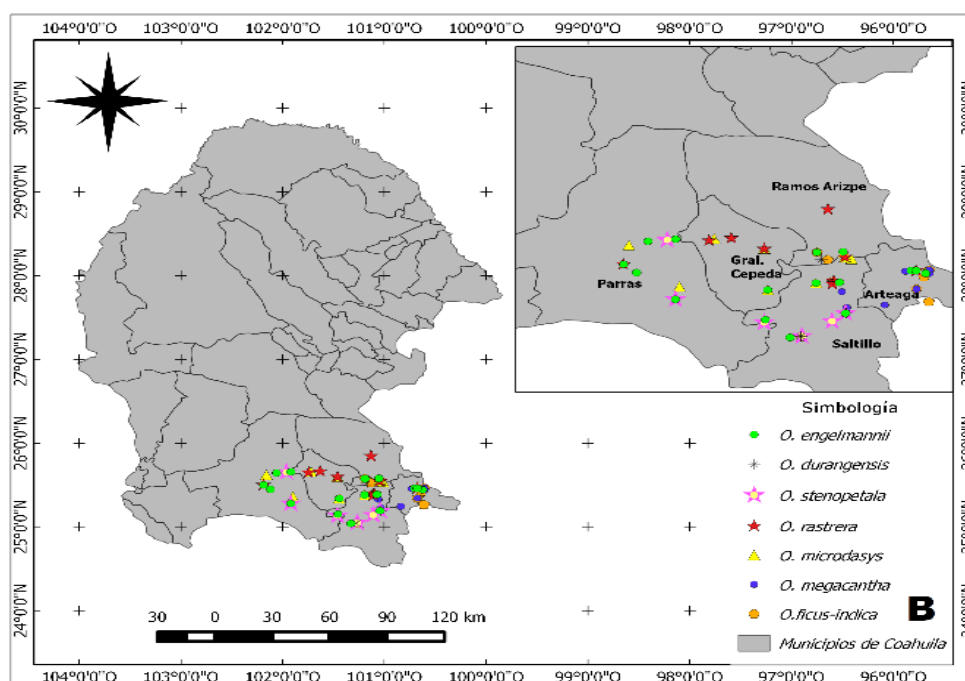 104°0'0"O 103°0'0"O 102°0'0"O 101°0'0"O 100°0'0"O 99°0'0"O 98°0'0"O 97°0'0"O 96°0'0"O
30°0'0"N
29°0'0"N
28°0'0"N
27°0'0"N
26°0'0"N
25°0'0"N
24°0'0"N
Ramos Arizpe
Gral.
Cepeda
Parras
Arteaga
Saltillo
Simbología
O. engelmannii
O. durangensis
O. stenopetala
O. rastrera
O. microdasys
O. megacantha
O.ficus-indica
Municipios de Coahuila
B
30 0 30 60 90 120 km
104°0'0"O 103°0'0"O 102°0'0"O 101°0'0"O 100°0'0"O 99°0'0"O 98°0'0"O 97°0'0"O 96°0'0"O